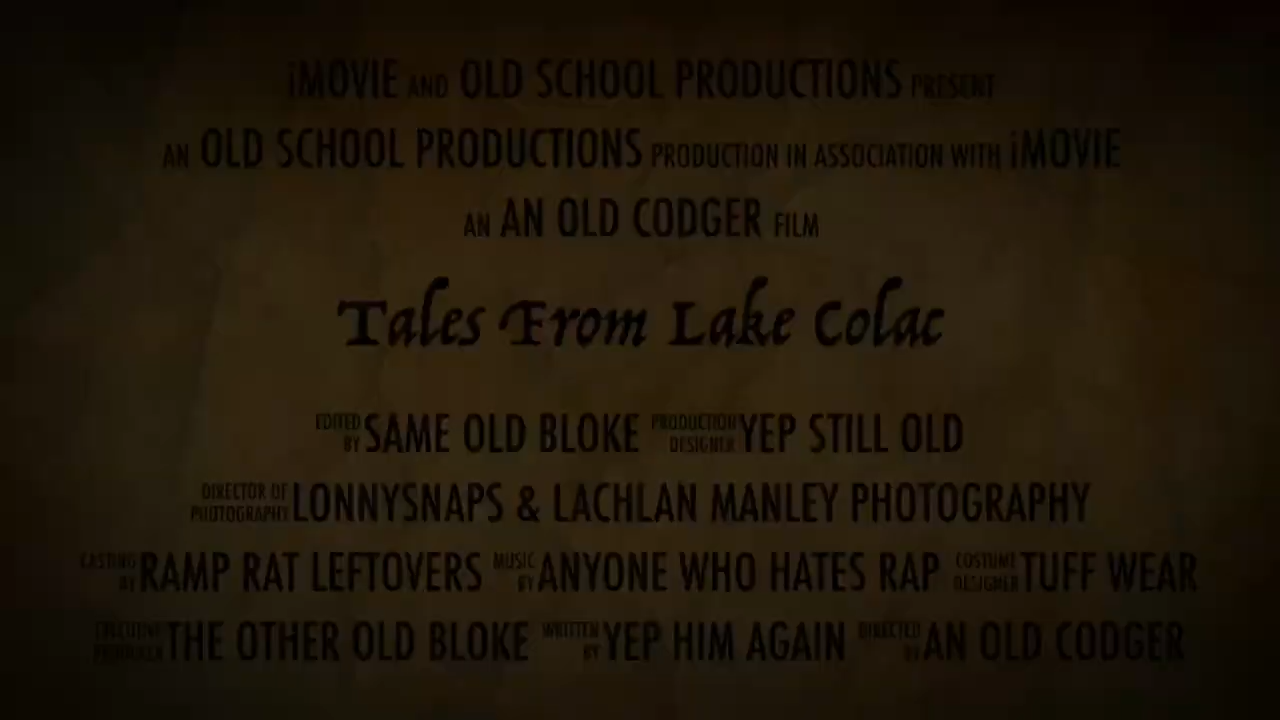 iMOVIE AND OLD SCHOOL PRODUCTIONS PRESENT
AN OLD SCHOOL PRODUCTIONS PRODUCTION IN ASSOCIATION WITH iMOVIE
AN AN OLD CODGER FILM
Tales From Lake Colac
EDITED BY SAME OLD BLOKE PRODUCTION DESIGNER YEP STILL OLD
DIRECTOR OF PHOTOGRAPHY LONNYSNAPS & LACHLAN MANLEY PHOTOGRAPHY
CASTING BY RAMP RAT LEFTOVERS MUSIC BY ANYONE WHO HATES RAP COSTUME DESIGNER TUFF WEAR
EXECUTIVE PRODUCER THE OTHER OLD BLOKE WRITTEN BY YEP HIM AGAIN DIRECTED BY AN OLD CODGER